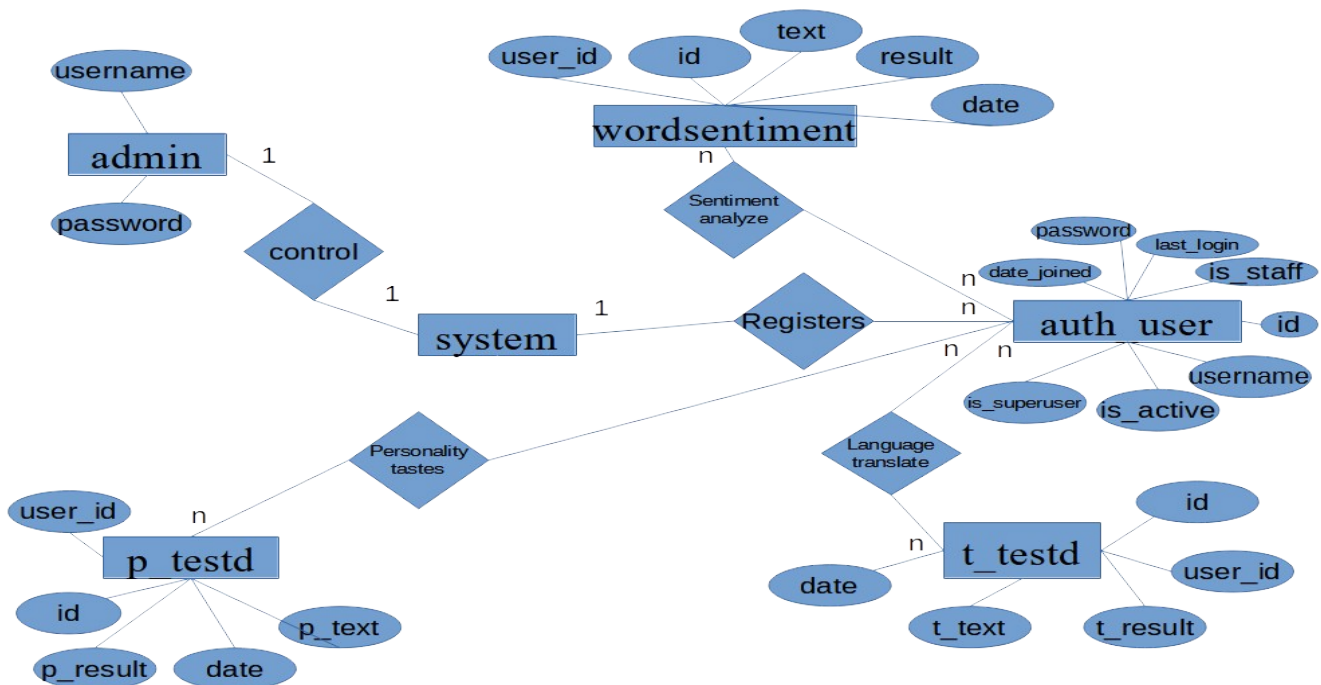 username
admin
password
1
control
1
system
1
Registers
n
user_id
id
text
result
date
wordsentiment
n
Sentiment
analyze
n
password
last_login
date_joined
is_staff
auth_user
id
username
is_superuser
is_active
n
n
Personality
tastes
n
user_id
p_testd
id
p_result
date
p_text
Language
translate
n
t_testd
id
user_id
date
t_text
t_result